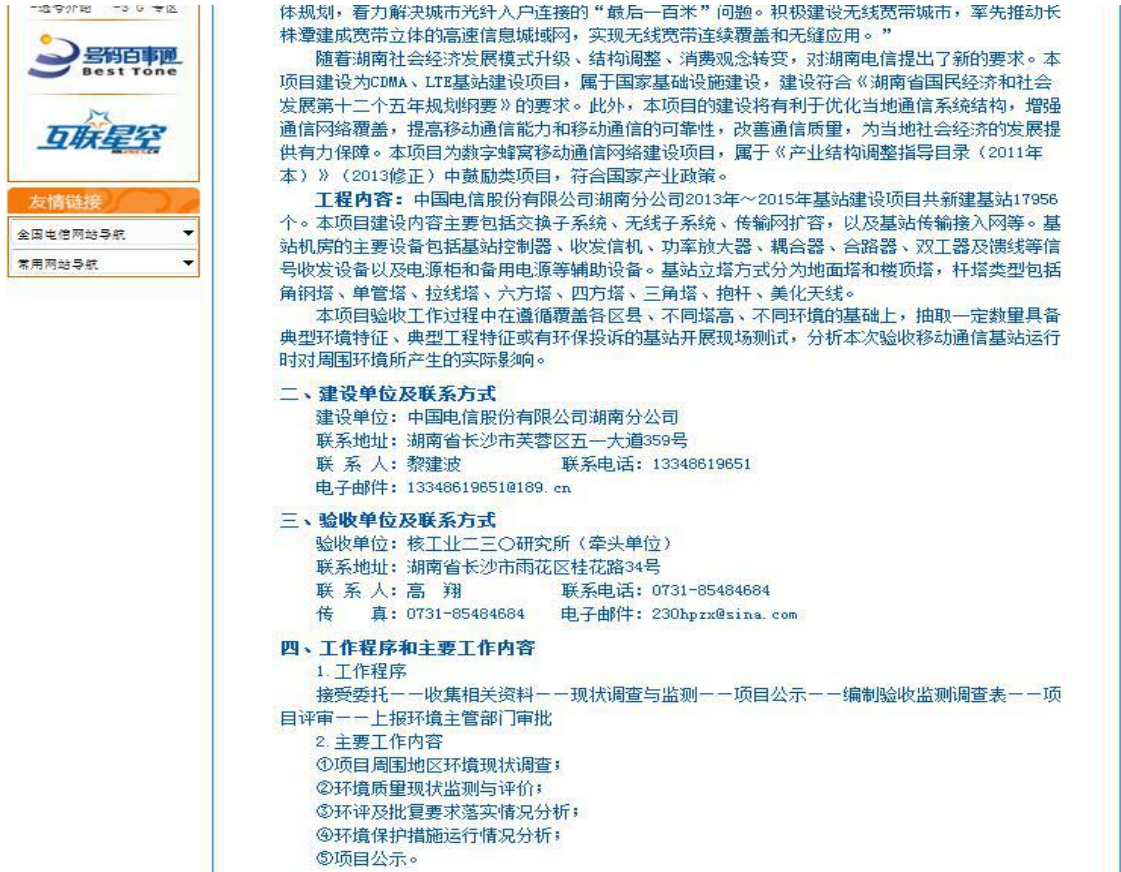 号码百事通
Best Tone
互联星空
友情链接
全国电信网站导航
常用网站导航
体规划，着力解决城市光纤入户连接的“最后一百米”问题。积极建设无线宽带城市，率先推动长
株潭建成宽带立体的高速信息城域网，实现无线宽带连续覆盖和无缝应用。”
随着湖南社会经济发展模式升级、结构调整、消费观念转变，对湖南电信提出了新的要求。本
项目建设为CDMA、LTE基站建设项目，属于国家基础设施建设，建设符合《湖南省国民经济和社会
发展第十二个五年规划纲要》的要求。此外，本项目的建设将有利于优化当地通信系统结构，增强
通信网络覆盖，提高移动通信能力和移动通信的可靠性，改善通信质量，为当地社会经济的发展提
供有力保障。本项目为数字蜂窝移动通信网络建设项目，属于《产业结构调整指导目录（2011年
本）》（2013修正）中鼓励类项目，符合国家产业政策。
工程内容：中国电信股份有限公司湖南分公司2013年～2015年基站建设项目共新建基站17956
个。本项目建设内容主要包括交换子系统、无线子系统、传输网扩容，以及基站传输接入网等。基
站机房的主要设备包括基站控制器、收发信机、功率放大器、耦合器、合路器、双工器及馈线等信
号收发设备以及电源柜和备用电源等辅助设备。基站立塔方式分为地面塔和楼顶塔，杆塔类型包括
角钢塔、单管塔、拉线塔、六方塔、四方塔、三角塔、抱杆、美化天线。
本项目验收工作过程中在遵循覆盖各区县、不同塔高、不同环境的基础上，抽取一定数量具备
典型环境特征、典型工程特征或有环保投诉的基站开展现场测试，分析本次验收移动通信基站运行
时对周围环境所产生的实际影响。
二、建设单位及联系方式
建设单位：中国电信股份有限公司湖南分公司
联系地址：湖南省长沙市芙蓉区五一大道359号
联 系 人：黎建波 联系电话：13348619651
电子邮件：13348619651@189.cn
三、验收单位及联系方式
验收单位：核工业二三〇研究所（牵头单位）
联系地址：湖南省长沙市雨花区桂花路34号
联 系 人：高 翔 联系电话：0731-85484684
传 真：0731-85484684 电子邮件：230hpzx@sina.com
四、工作程序和主要工作内容
1.工作程序
接受委托——收集相关资料——现状调查与监测——项目公示——编制验收监测调查表——项
目评审——上报环境主管部门审批
2.主要工作内容
①项目周围地区环境现状调查；
②环境质量现状监测与评价；
③环评及批复要求落实情况分析；
④环境保护措施运行情况分析；
⑤项目公示。